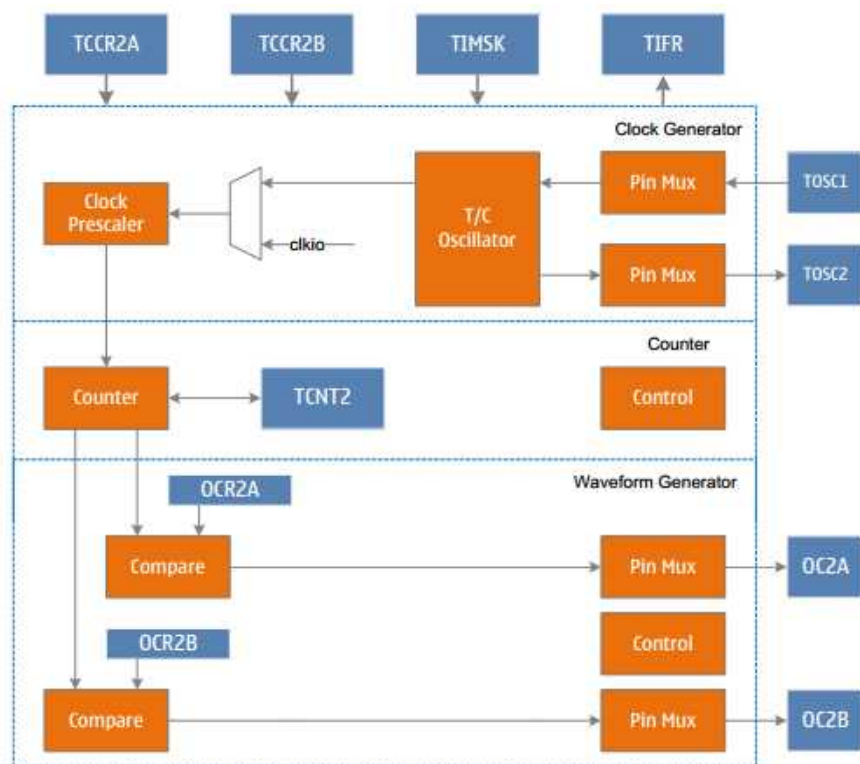 TCCR2A
TCCR2B
TIMSK
TIFR
Clock Generator
Clock
Prescaler
clkio
T/C
Oscillator
Pin Mux
TOSC1
Pin Mux
TOSC2
Counter
Counter
TCNT2
Control
Waveform Generator
OCR2A
Compare
Pin Mux
OC2A
Control
OCR2B
Compare
Pin Mux
OC2B